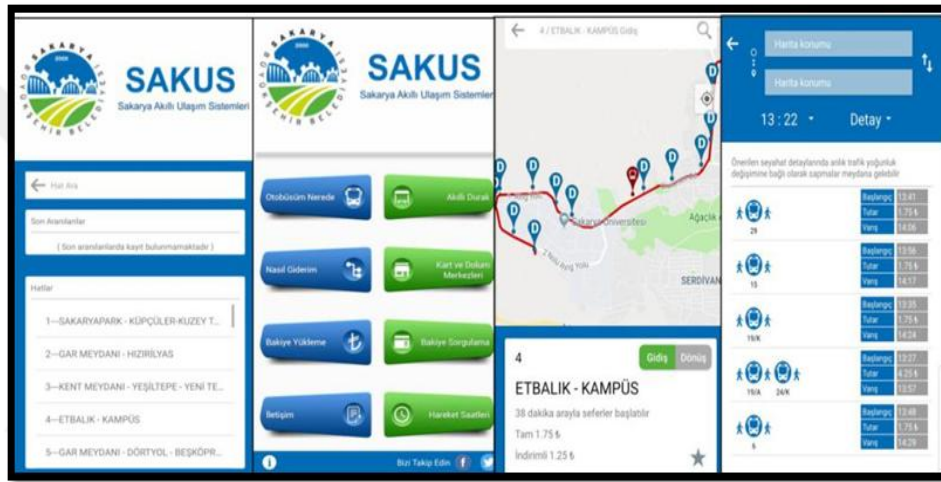 SAKARYA
2000
BÜYÜKŞEHİR BELEDİYESİ
SAKUS
Sakarya Akıllı Ulaşım Sistemleri
Hat Ara
Son Arananlar
( Son arananlarda kayıt bulunmamaktadır )
Hatlar
1---SAKARYAPARK - KÜPÇÜLER-KUZEY T...
2---GAR MEYDANI - HIZIRİLYAS
3---KENT MEYDANI - YEŞİLTEPE - YENİ TE...
4---ETBALIK - KAMPÜS
5---GAR MEYDANI - DÖRTYOL - BEŞKÖPR...
SAKARYA
2000
SAKUS
Sakarya Akıllı Ulaşım Sistemler
Otobüsüm Nerede
Akıllı Durak
Nasıl Giderim
Kart ve Dolum
Merkezleri
Bakiye Yükleme
Bakiye Sorgulama
İletişim
Hareket Saatleri
Bizi Takip Edin
4 / ETBALIK - KAMPÜS Gidiş
D
D
D
D
D
D
D
D
D
D
D
Sakarya Üniversitesi
Ağaçlık
SERDİVAN
4
Gidiş Dönüş
ETBALIK - KAMPÜS
38 dakika arayla seferler başlatılır
Tam 1.75 ₺
İndirimli 1.25 ₺
Harita konumu
Harita konumu
13 : 22
Detay
Önerilen seyahat detaylarında anlık trafik yoğunluk
değişimine bağlı olarak sapmalar meydana gelebilir
29
Başlangıç 13:41
Tutar 1.75 ₺
Varış 14:06
15
Başlangıç 13:56
Tutar 1.75 ₺
Varış 14:17
19/K
Başlangıç 13:35
Tutar 1.75 ₺
Varış 14:24
19/A 24/K
Başlangıç 13:27
Tutar 4.25 ₺
Varış 13:57
6
Başlangıç 13:48
Tutar 1.75 ₺
Varış 14:29